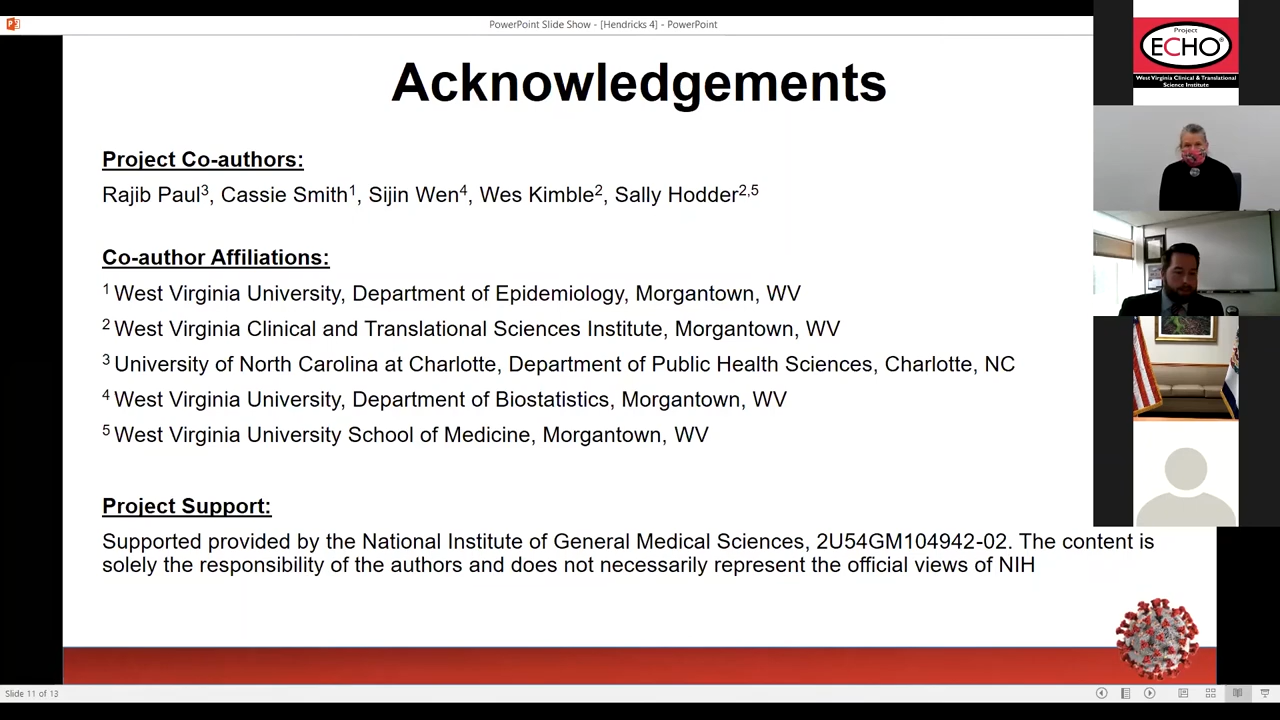 PowerPoint Slide Show - [Hendricks 4] - PowerPoint
Acknowledgements
Project Co-authors:
Rajib Paul³, Cassie Smith¹, Sijin Wen⁴, Wes Kimble², Sally Hodder²,⁵
Co-author Affiliations:
¹ West Virginia University, Department of Epidemiology, Morgantown, WV
² West Virginia Clinical and Translational Sciences Institute, Morgantown, WV
³ University of North Carolina at Charlotte, Department of Public Health Sciences, Charlotte, NC
⁴ West Virginia University, Department of Biostatistics, Morgantown, WV
⁵ West Virginia University School of Medicine, Morgantown, WV
Project Support:
Supported provided by the National Institute of General Medical Sciences, 2U54GM104942-02. The content is
solely the responsibility of the authors and does not necessarily represent the official views of NIH
Slide 11 of 13
Project
ECHO®
West Virginia Clinical & Translational
Science Institute